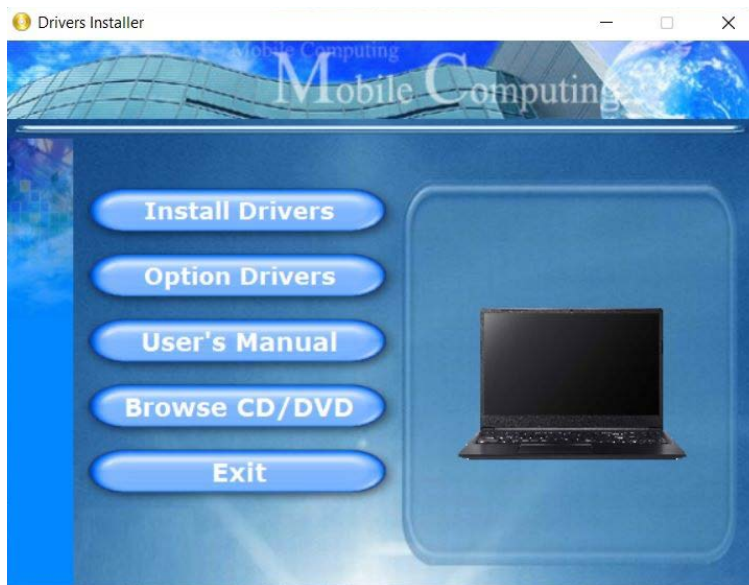 Drivers Installer
Mobile Computing
Mobile Computing
Install Drivers
Option Drivers
User's Manual
Browse CD/DVD
Exit